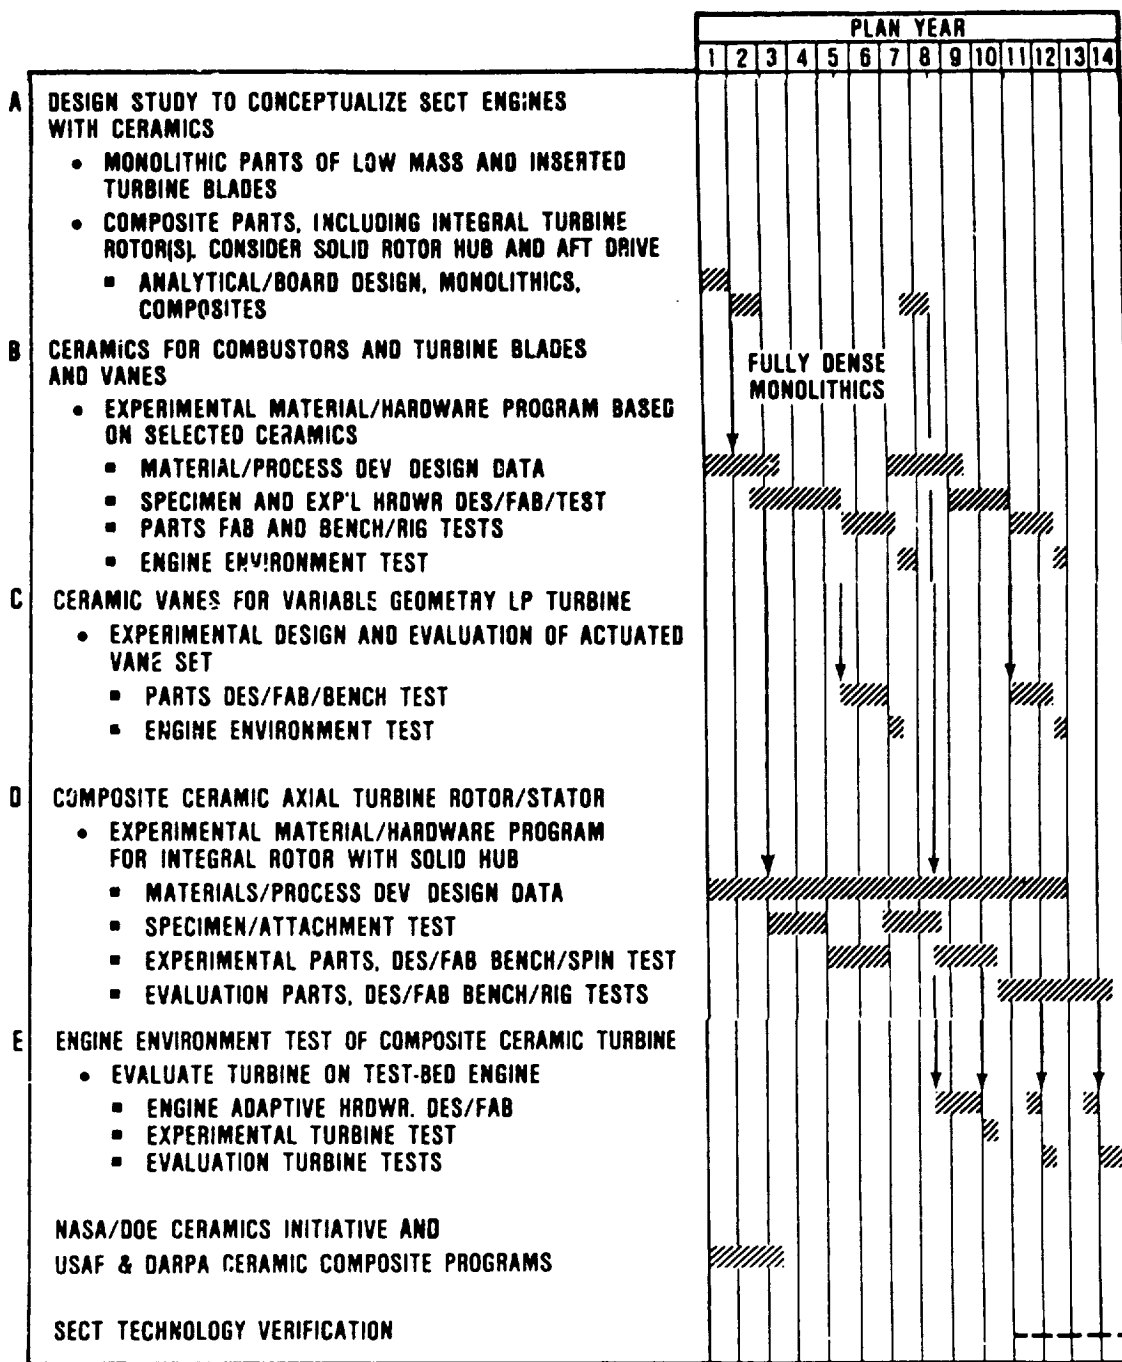 PLAN YEAR
1 2 3 4 5 6 7 8 9 10 11 12 13 14
A DESIGN STUDY TO CONCEPTUALIZE SECT ENGINES
WITH CERAMICS
• MONOLITHIC PARTS OF LOW MASS AND INSERTED
TURBINE BLADES
• COMPOSITE PARTS, INCLUDING INTEGRAL TURBINE
ROTOR(S). CONSIDER SOLID ROTOR HUB AND AFT DRIVE
▪ ANALYTICAL/BOARD DESIGN, MONOLITHICS,
COMPOSITES
B CERAMICS FOR COMBUSTORS AND TURBINE BLADES
AND VANES
FULLY DENSE
MONOLITHICS
• EXPERIMENTAL MATERIAL/HARDWARE PROGRAM BASED
ON SELECTED CERAMICS
▪ MATERIAL/PROCESS DEV DESIGN DATA
▪ SPECIMEN AND EXP'L HRDWR DES/FAB/TEST
▪ PARTS FAB AND BENCH/RIG TESTS
▪ ENGINE ENVIRONMENT TEST
C CERAMIC VANES FOR VARIABLE GEOMETRY LP TURBINE
• EXPERIMENTAL DESIGN AND EVALUATION OF ACTUATED
VANE SET
▪ PARTS DES/FAB/BENCH TEST
▪ ENGINE ENVIRONMENT TEST
D COMPOSITE CERAMIC AXIAL TURBINE ROTOR/STATOR
• EXPERIMENTAL MATERIAL/HARDWARE PROGRAM
FOR INTEGRAL ROTOR WITH SOLID HUB
▪ MATERIALS/PROCESS DEV DESIGN DATA
▪ SPECIMEN/ATTACHMENT TEST
▪ EXPERIMENTAL PARTS, DES/FAB BENCH/SPIN TEST
▪ EVALUATION PARTS, DES/FAB BENCH/RIG TESTS
E ENGINE ENVIRONMENT TEST OF COMPOSITE CERAMIC TURBINE
• EVALUATE TURBINE ON TEST-BED ENGINE
▪ ENGINE ADAPTIVE HRDWR. DES/FAB
▪ EXPERIMENTAL TURBINE TEST
▪ EVALUATION TURBINE TESTS
NASA/DOE CERAMICS INITIATIVE AND
USAF & DARPA CERAMIC COMPOSITE PROGRAMS
SECT TECHNOLOGY VERIFICATION